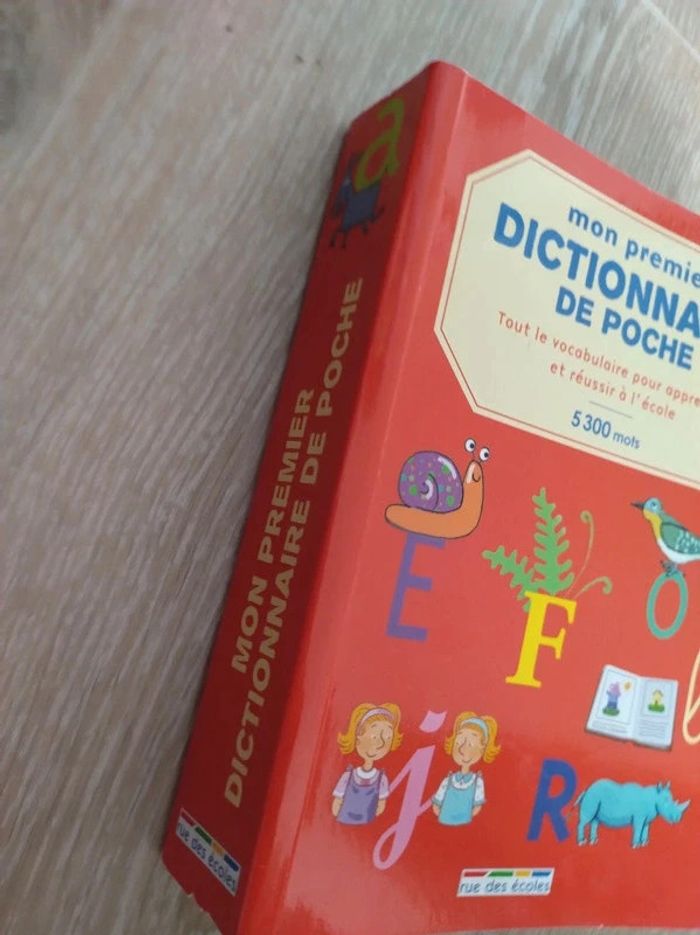 mon premie
DICTIONNA
DE POCHE
Tout le vocabulaire pour appre
et réussir à l'école
5 300 mots
E
F
O
j
R
rue des écoles
a
MON PREMIER
DICTIONNAIRE DE POCHE
rue des écoles